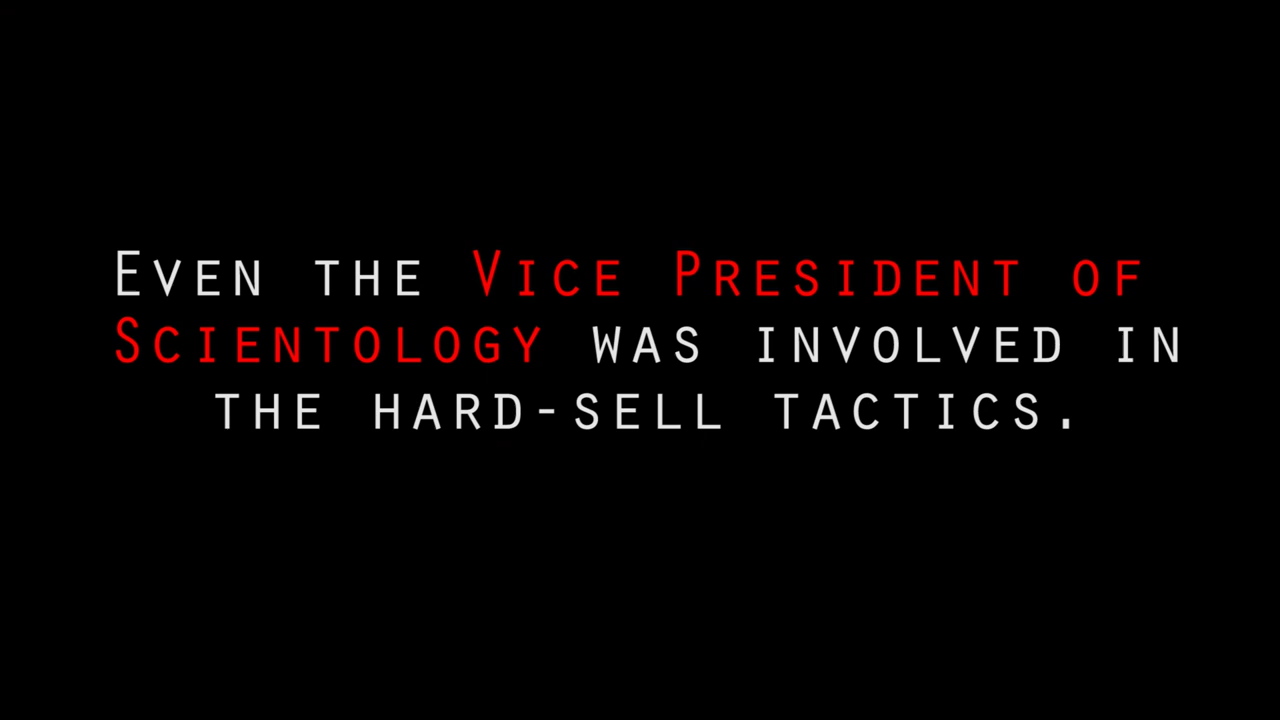 Even the Vice President of
Scientology was involved in
the hard-sell tactics.